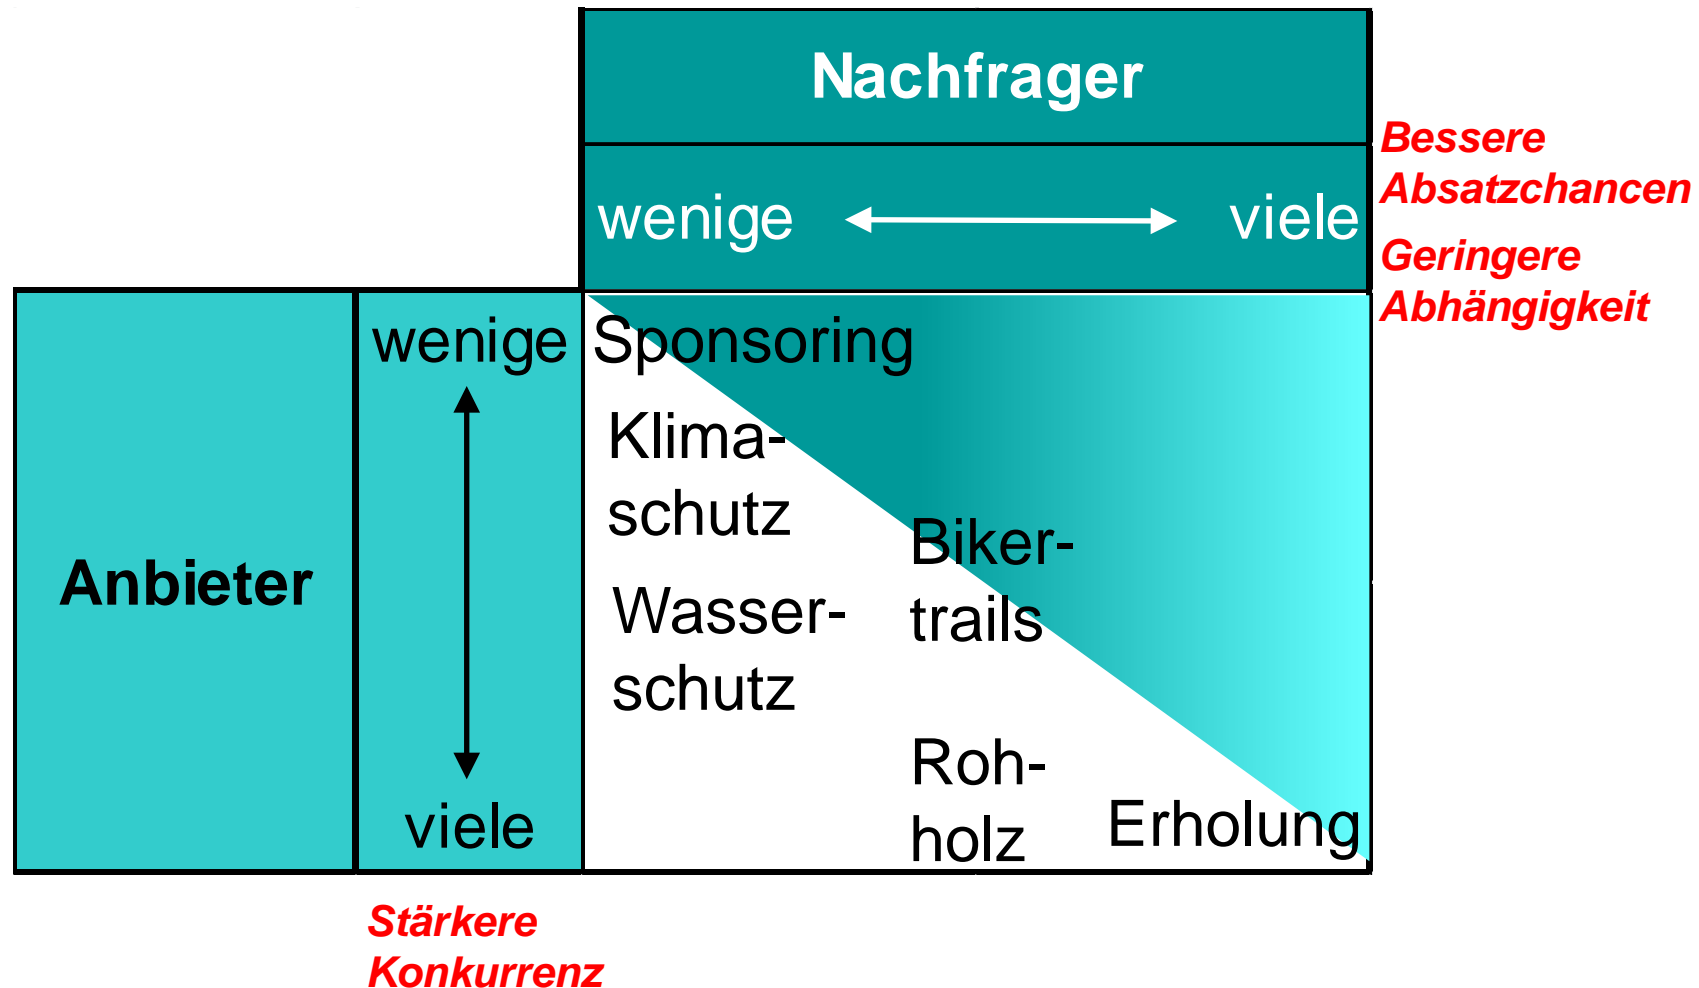 Nachfrager
wenige viele
Bessere
Absatzchancen
Geringere
Abhängigkeit
Anbieter
wenige
viele
Sponsoring
Klima-
schutz
Wasser-
schutz
Biker-
trails
Roh-
holz
Erholung
Stärkere
Konkurrenz